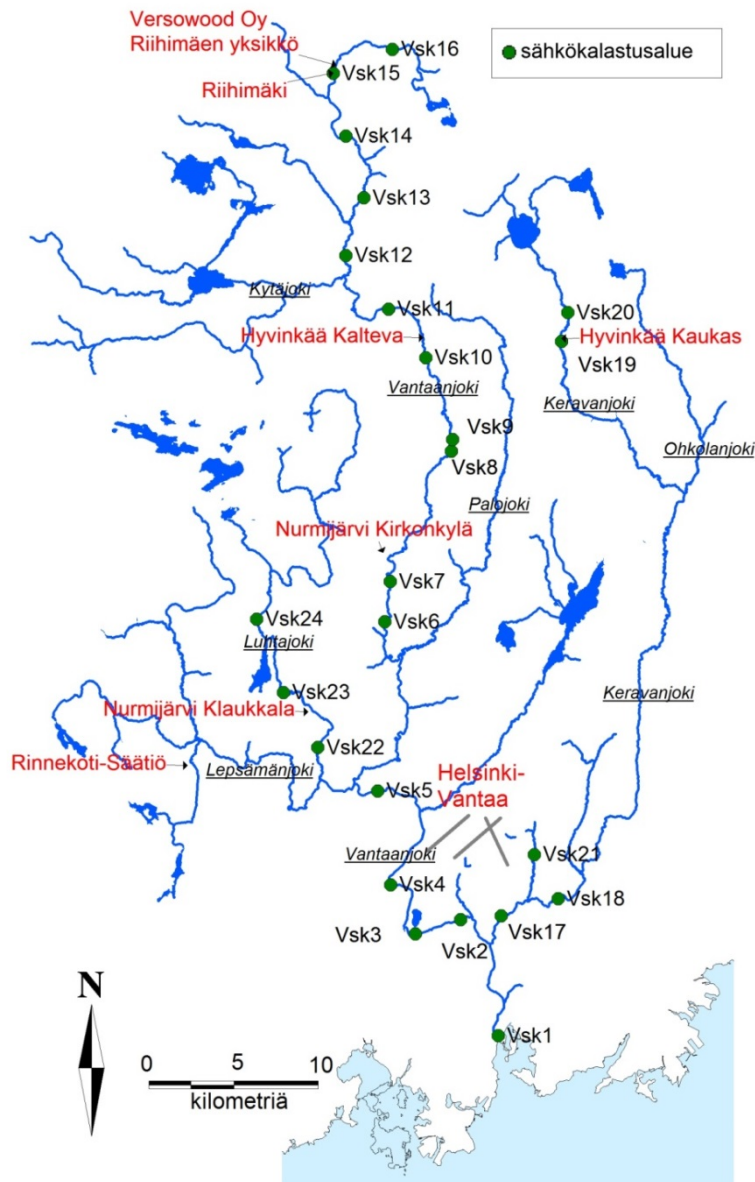 Versowood Oy
Riihimäen yksikkö
Vsk16
sähkökalastusalue
Vsk15
Riihimäki
Vsk14
Vsk13
Vsk12
Kytäjoki
Vsk11
Vsk20
Hyvinkää Kalteva
Hyvinkää Kaukas
Vsk10
Vsk19
Vantaanjoki
Keravanjoki
Vsk9
Ohkolanjoki
Vsk8
Palojoki
Nurmijärvi Kirkonkylä
Vsk7
Vsk24
Vsk6
Luhtajoki
Vsk23
Keravanjoki
Nurmijärvi Klaukkala
Vsk22
Rinnekoti-Säätiö
Lepsämänjoki
Helsinki-
Vantaa
Vsk5
Vantaanjoki
Vsk21
Vsk4
Vsk18
Vsk3
Vsk2
Vsk17
N
Vsk1
0 5 10
kilometriä